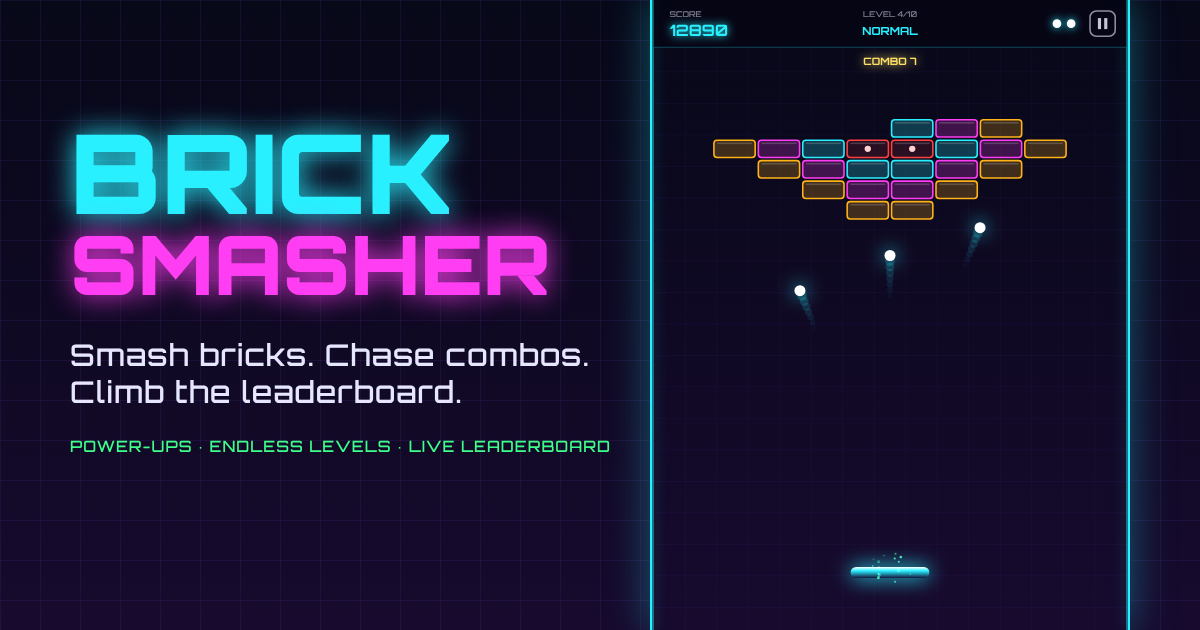 BRICK
SMASHER
Smash bricks. Chase combos.
Climb the leaderboard.
POWER-UPS · ENDLESS LEVELS · LIVE LEADERBOARD
SCORE
12890
LEVEL 4/10
NORMAL
COMBO 7